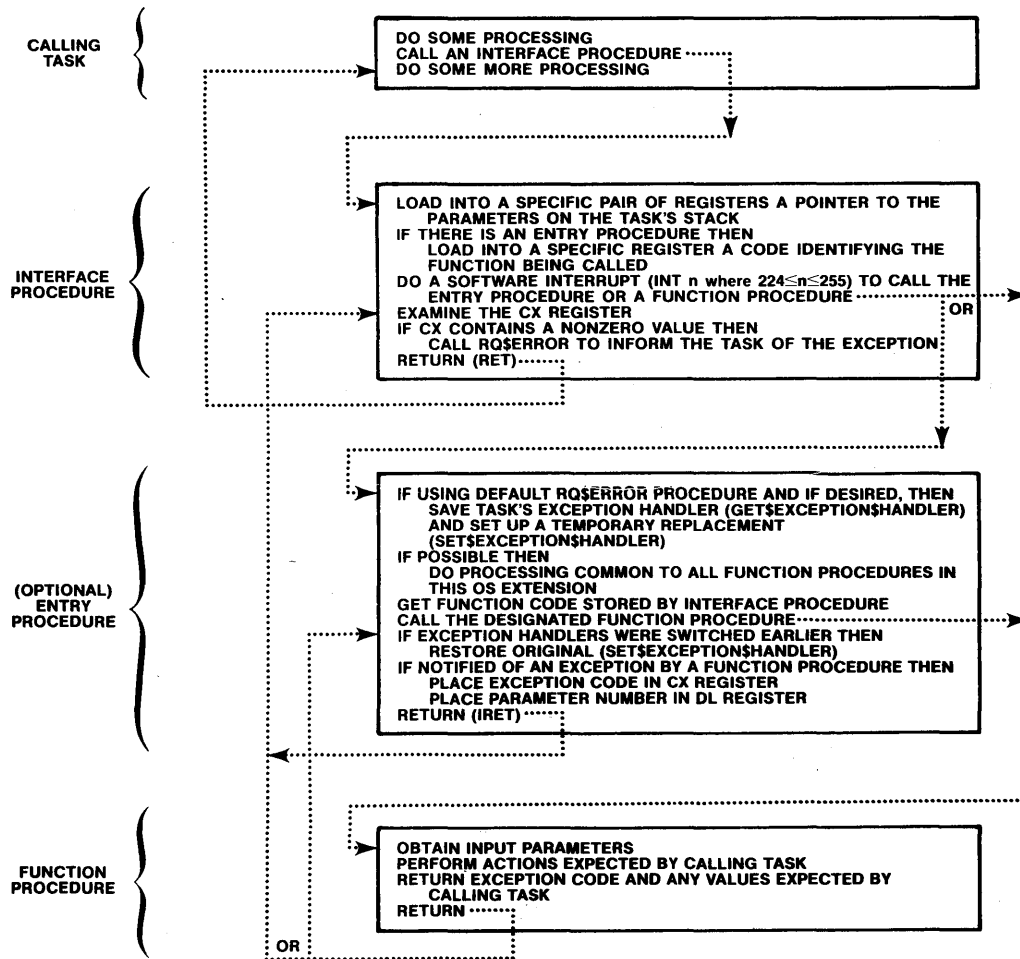 CALLING
TASK
DO SOME PROCESSING
CALL AN INTERFACE PROCEDURE
DO SOME MORE PROCESSING
INTERFACE
PROCEDURE
LOAD INTO A SPECIFIC PAIR OF REGISTERS A POINTER TO THE
PARAMETERS ON THE TASK'S STACK
IF THERE IS AN ENTRY PROCEDURE THEN
LOAD INTO A SPECIFIC REGISTER A CODE IDENTIFYING THE
FUNCTION BEING CALLED
DO A SOFTWARE INTERRUPT (INT n where 224≤n≤255) TO CALL THE
ENTRY PROCEDURE OR A FUNCTION PROCEDURE
EXAMINE THE CX REGISTER
OR
IF CX CONTAINS A NONZERO VALUE THEN
CALL RQ$ERROR TO INFORM THE TASK OF THE EXCEPTION
RETURN (RET)
(OPTIONAL)
ENTRY
PROCEDURE
IF USING DEFAULT RQ$ERROR PROCEDURE AND IF DESIRED, THEN
SAVE TASK'S EXCEPTION HANDLER (GET$EXCEPTION$HANDLER)
AND SET UP A TEMPORARY REPLACEMENT
(SET$EXCEPTION$HANDLER)
IF POSSIBLE THEN
DO PROCESSING COMMON TO ALL FUNCTION PROCEDURES IN
THIS OS EXTENSION
GET FUNCTION CODE STORED BY INTERFACE PROCEDURE
CALL THE DESIGNATED FUNCTION PROCEDURE
IF EXCEPTION HANDLERS WERE SWITCHED EARLIER THEN
RESTORE ORIGINAL (SET$EXCEPTION$HANDLER)
IF NOTIFIED OF AN EXCEPTION BY A FUNCTION PROCEDURE THEN
PLACE EXCEPTION CODE IN CX REGISTER
PLACE PARAMETER NUMBER IN DL REGISTER
RETURN (IRET)
FUNCTION
PROCEDURE
OBTAIN INPUT PARAMETERS
PERFORM ACTIONS EXPECTED BY CALLING TASK
RETURN EXCEPTION CODE AND ANY VALUES EXPECTED BY
CALLING TASK
RETURN
OR